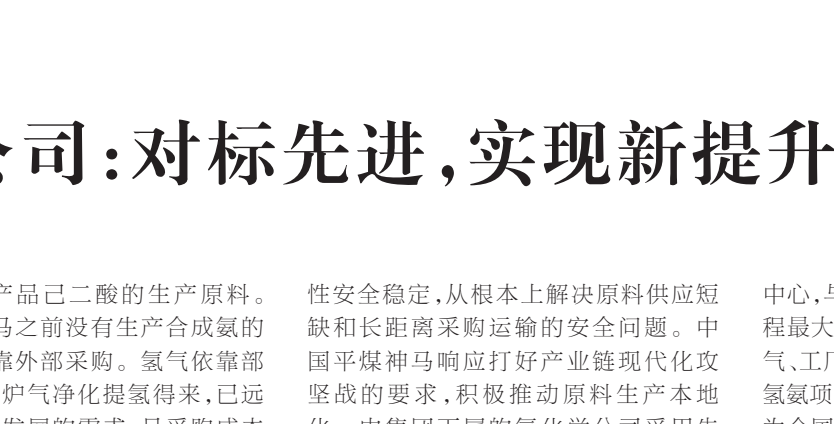 公司：对标先进，实现新提升
产品己二酸的生产原料。
马之前没有生产合成氨的
靠外部采购。氢气依靠部
炉气净化提氢得来，已远
性安全稳定，从根本上解决原料供应短
缺和长距离采购运输的安全问题。中
国平煤神马响应打好产业链现代化攻
坚战的要求，积极推动原料生产本地
中心，与
程最大
气、工厂
氢氨项